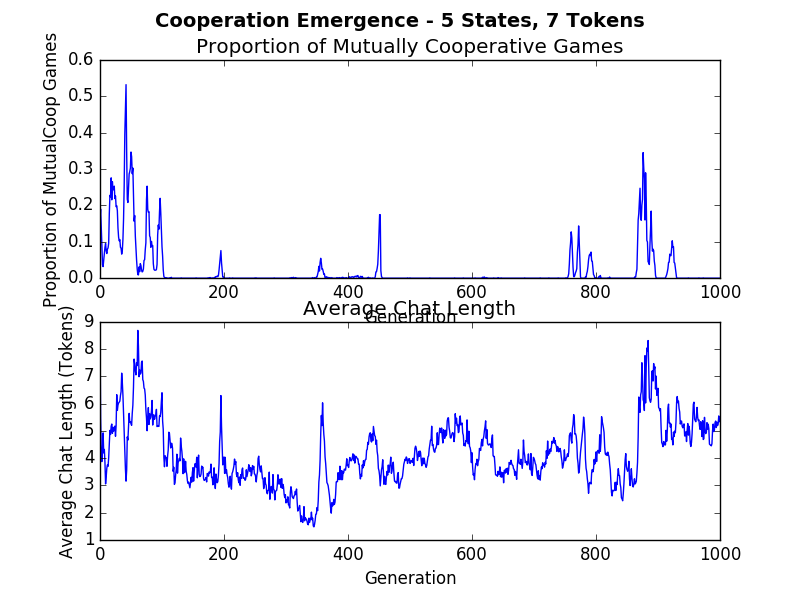 Cooperation Emergence - 5 States, 7 Tokens
Proportion of Mutually Cooperative Games
Proportion of MutualCoop Games
0.6
0.5
0.4
0.3
0.2
0.1
0.0
0 200 400 600 800 1000
Generation
Average Chat Length
Average Chat Length (Tokens)
9
8
7
6
5
4
3
2
1
0 200 400 600 800 1000
Generation